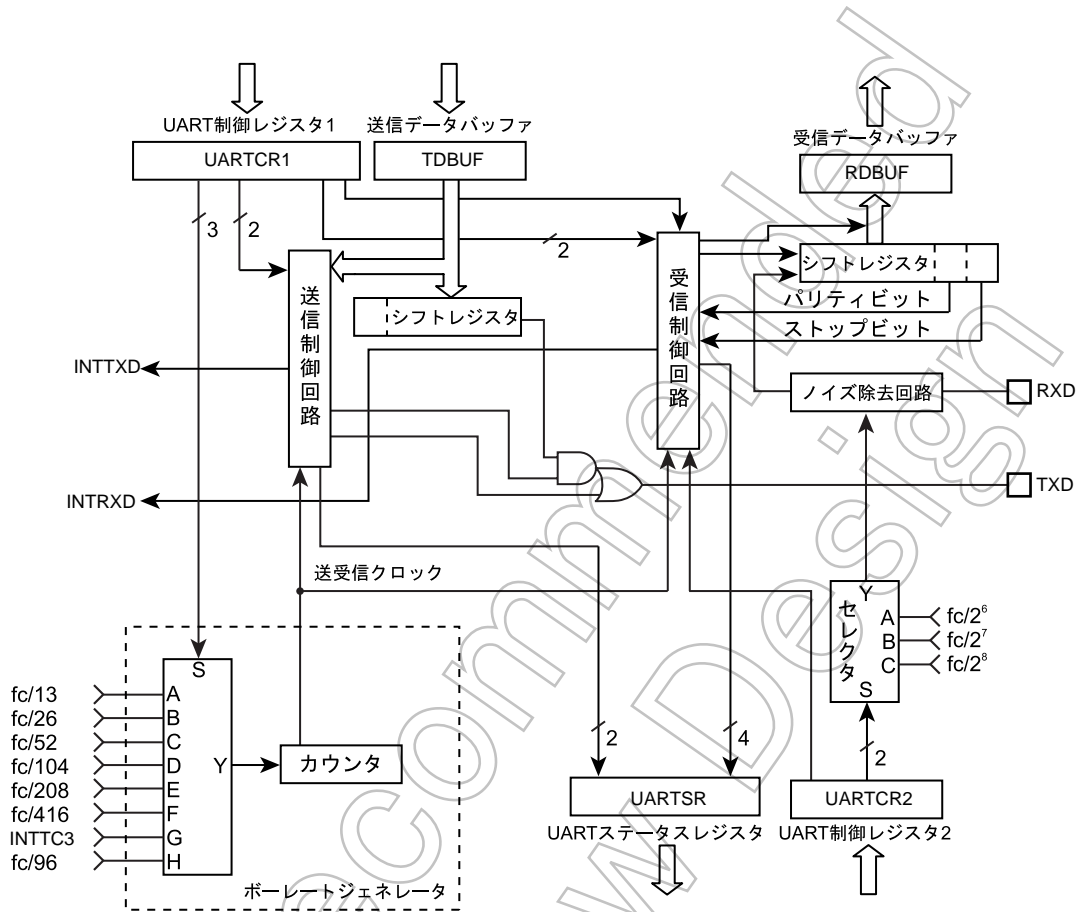 UART制御レジスタ1
送信データバッファ
受信データバッファ
UARTCR1
TDBUF
RDBUF
3
2
2
送信制御回路
受信制御回路
シフトレジスタ
シフトレジスタ
パリティビット
ストップビット
INTTXD
ノイズ除去回路
RXD
INTRXD
TXD
送受信クロック
Y
セレクタ
A
B
C
S
fc/2⁶
fc/2⁷
fc/2⁸
S
fc/13
A
fc/26
B
fc/52
C
fc/104
D
Y
カウンタ
fc/208
E
fc/416
F
INTTC3
G
fc/96
H
ボーレートジェネレータ
2
4
2
UARTSR
UARTCR2
UARTステータスレジスタ
UART制御レジスタ2
ecommended
w Design